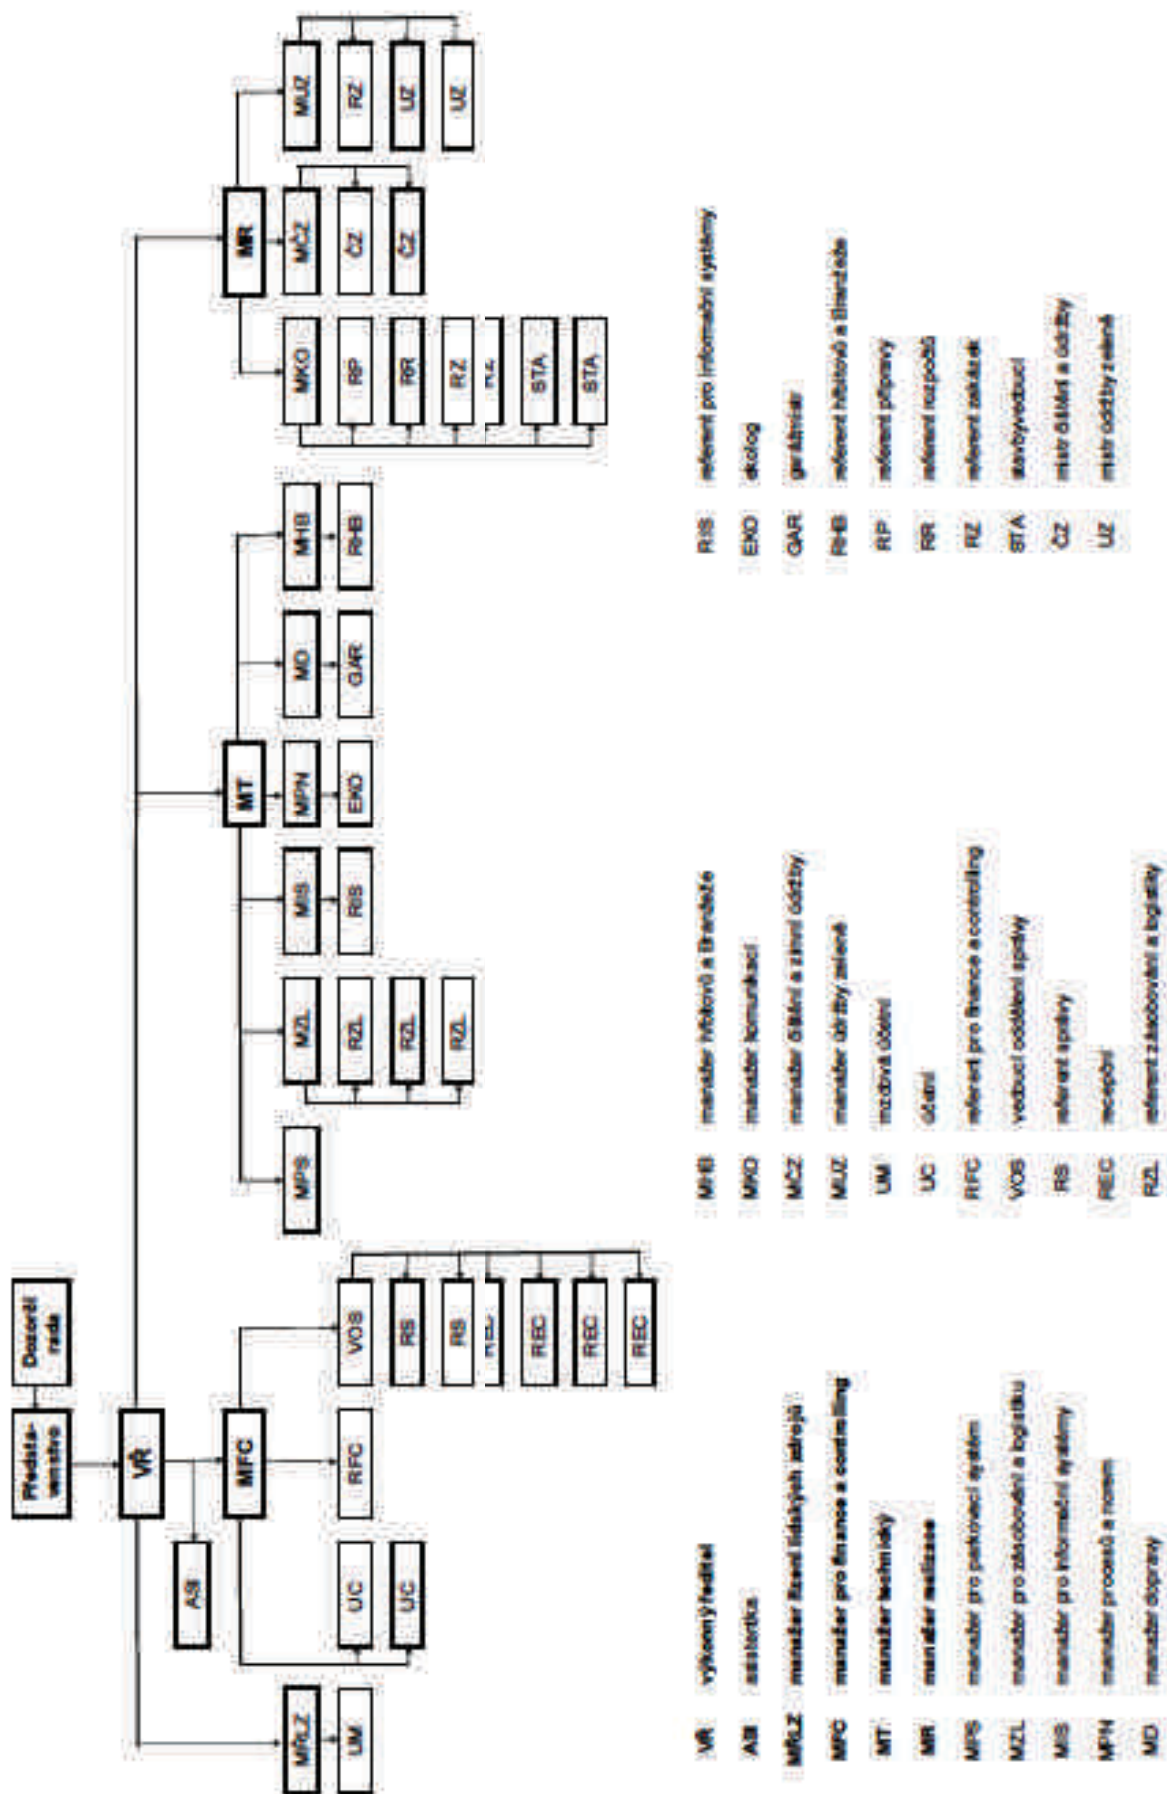 Představenstvo
Dozorčí rada
VŘ
ASI
MFC
MT
MR
MŘLZ
MPS
MZL
MIS
MPN
MD
MHB
MKO
MČZ
MUZ
UM
UC
RFC
VOS
RZL
RIS
EKO
GAR
RHB
RP
ČZ
RZ
UC
RS
RZL
RR
ČZ
UZ
RS
RZL
RZ
UZ
REC
RZ
REC
STA
REC
STA
REC
VŘ výkonný ředitel
ASI asistentka
MŘLZ manažer řízení lidských zdrojů
MFC manažer pro finance a controlling
MT manažer technický
MR manažer realizace
MPS manažer pro parkovací systém
MZL manažer pro zásobování a logistiku
MIS manažer pro informační systémy
MPN manažer procesů a norem
MD manažer dopravy
MHB manažer hřbitovů a Brandeže
MKO manažer komunikací
MČZ manažer čištění a zimní údržby
MUZ manažer údržby zeleně
UM mzdová účetní
UC účetní
RFC referent pro finance a controlling
VOS vedoucí oddělení správy
RS referent správy
REC recepční
RZL referent zásobování a logistiky
RIS referent pro informační systémy
EKO ekolog
GAR garážmistr
RHB referent hřbitovů a Brandeže
RP referent přípravy
RR referent rozpočtů
RZ referent zakázek
STA stavbyvedoucí
ČZ mistr čištění a údržby
UZ mistr údržby zeleně